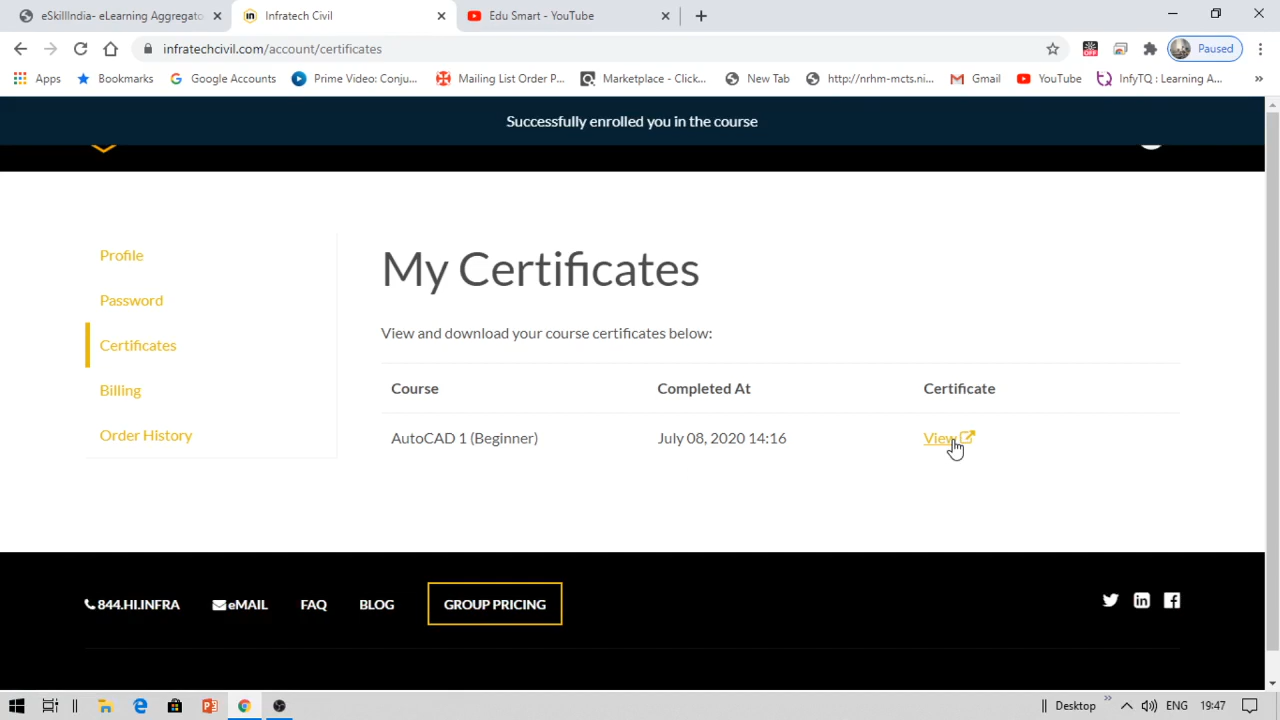 eSkillIndia- eLearning Aggregato
in Infratech Civil
Edu Smart - YouTube
infratechcivil.com/account/certificates
OFF
Paused
Apps
Bookmarks
Google Accounts
Prime Video: Conju...
Mailing List Order P...
Marketplace - Click...
New Tab
http://nrhm-mcts.ni...
Gmail
YouTube
InfyTQ : Learning A...
»
Successfully enrolled you in the course
Profile
Password
Certificates
Billing
Order History
My Certificates
View and download your course certificates below:
Course Completed At Certificate
AutoCAD 1 (Beginner) July 08, 2020 14:16 View
844.HI.INFRA eMAIL FAQ BLOG GROUP PRICING
Desktop » ENG 19:47